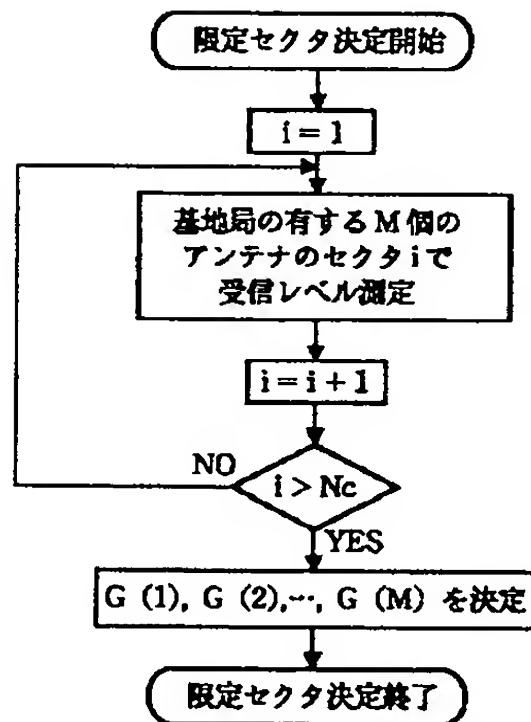 限定セクタ決定開始
i = 1
基地局の有する M 個の
アンテナのセクタ i で
受信レベル測定
i = i + 1
NO
i > Nc
YES
G (1), G (2),…, G (M) を決定
限定セクタ決定終了